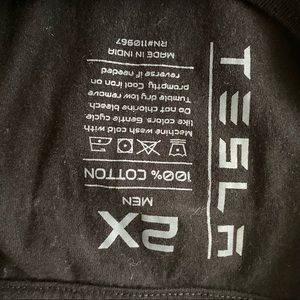 TESLA
2X
MEN
100% COTTON
Machine wash cold with
like colors. Gentle cycle.
Do not chlorine bleach.
Tumble dry low remove
promptly. Cool iron on
reverse if needed
MADE IN INDIA
RN#110967